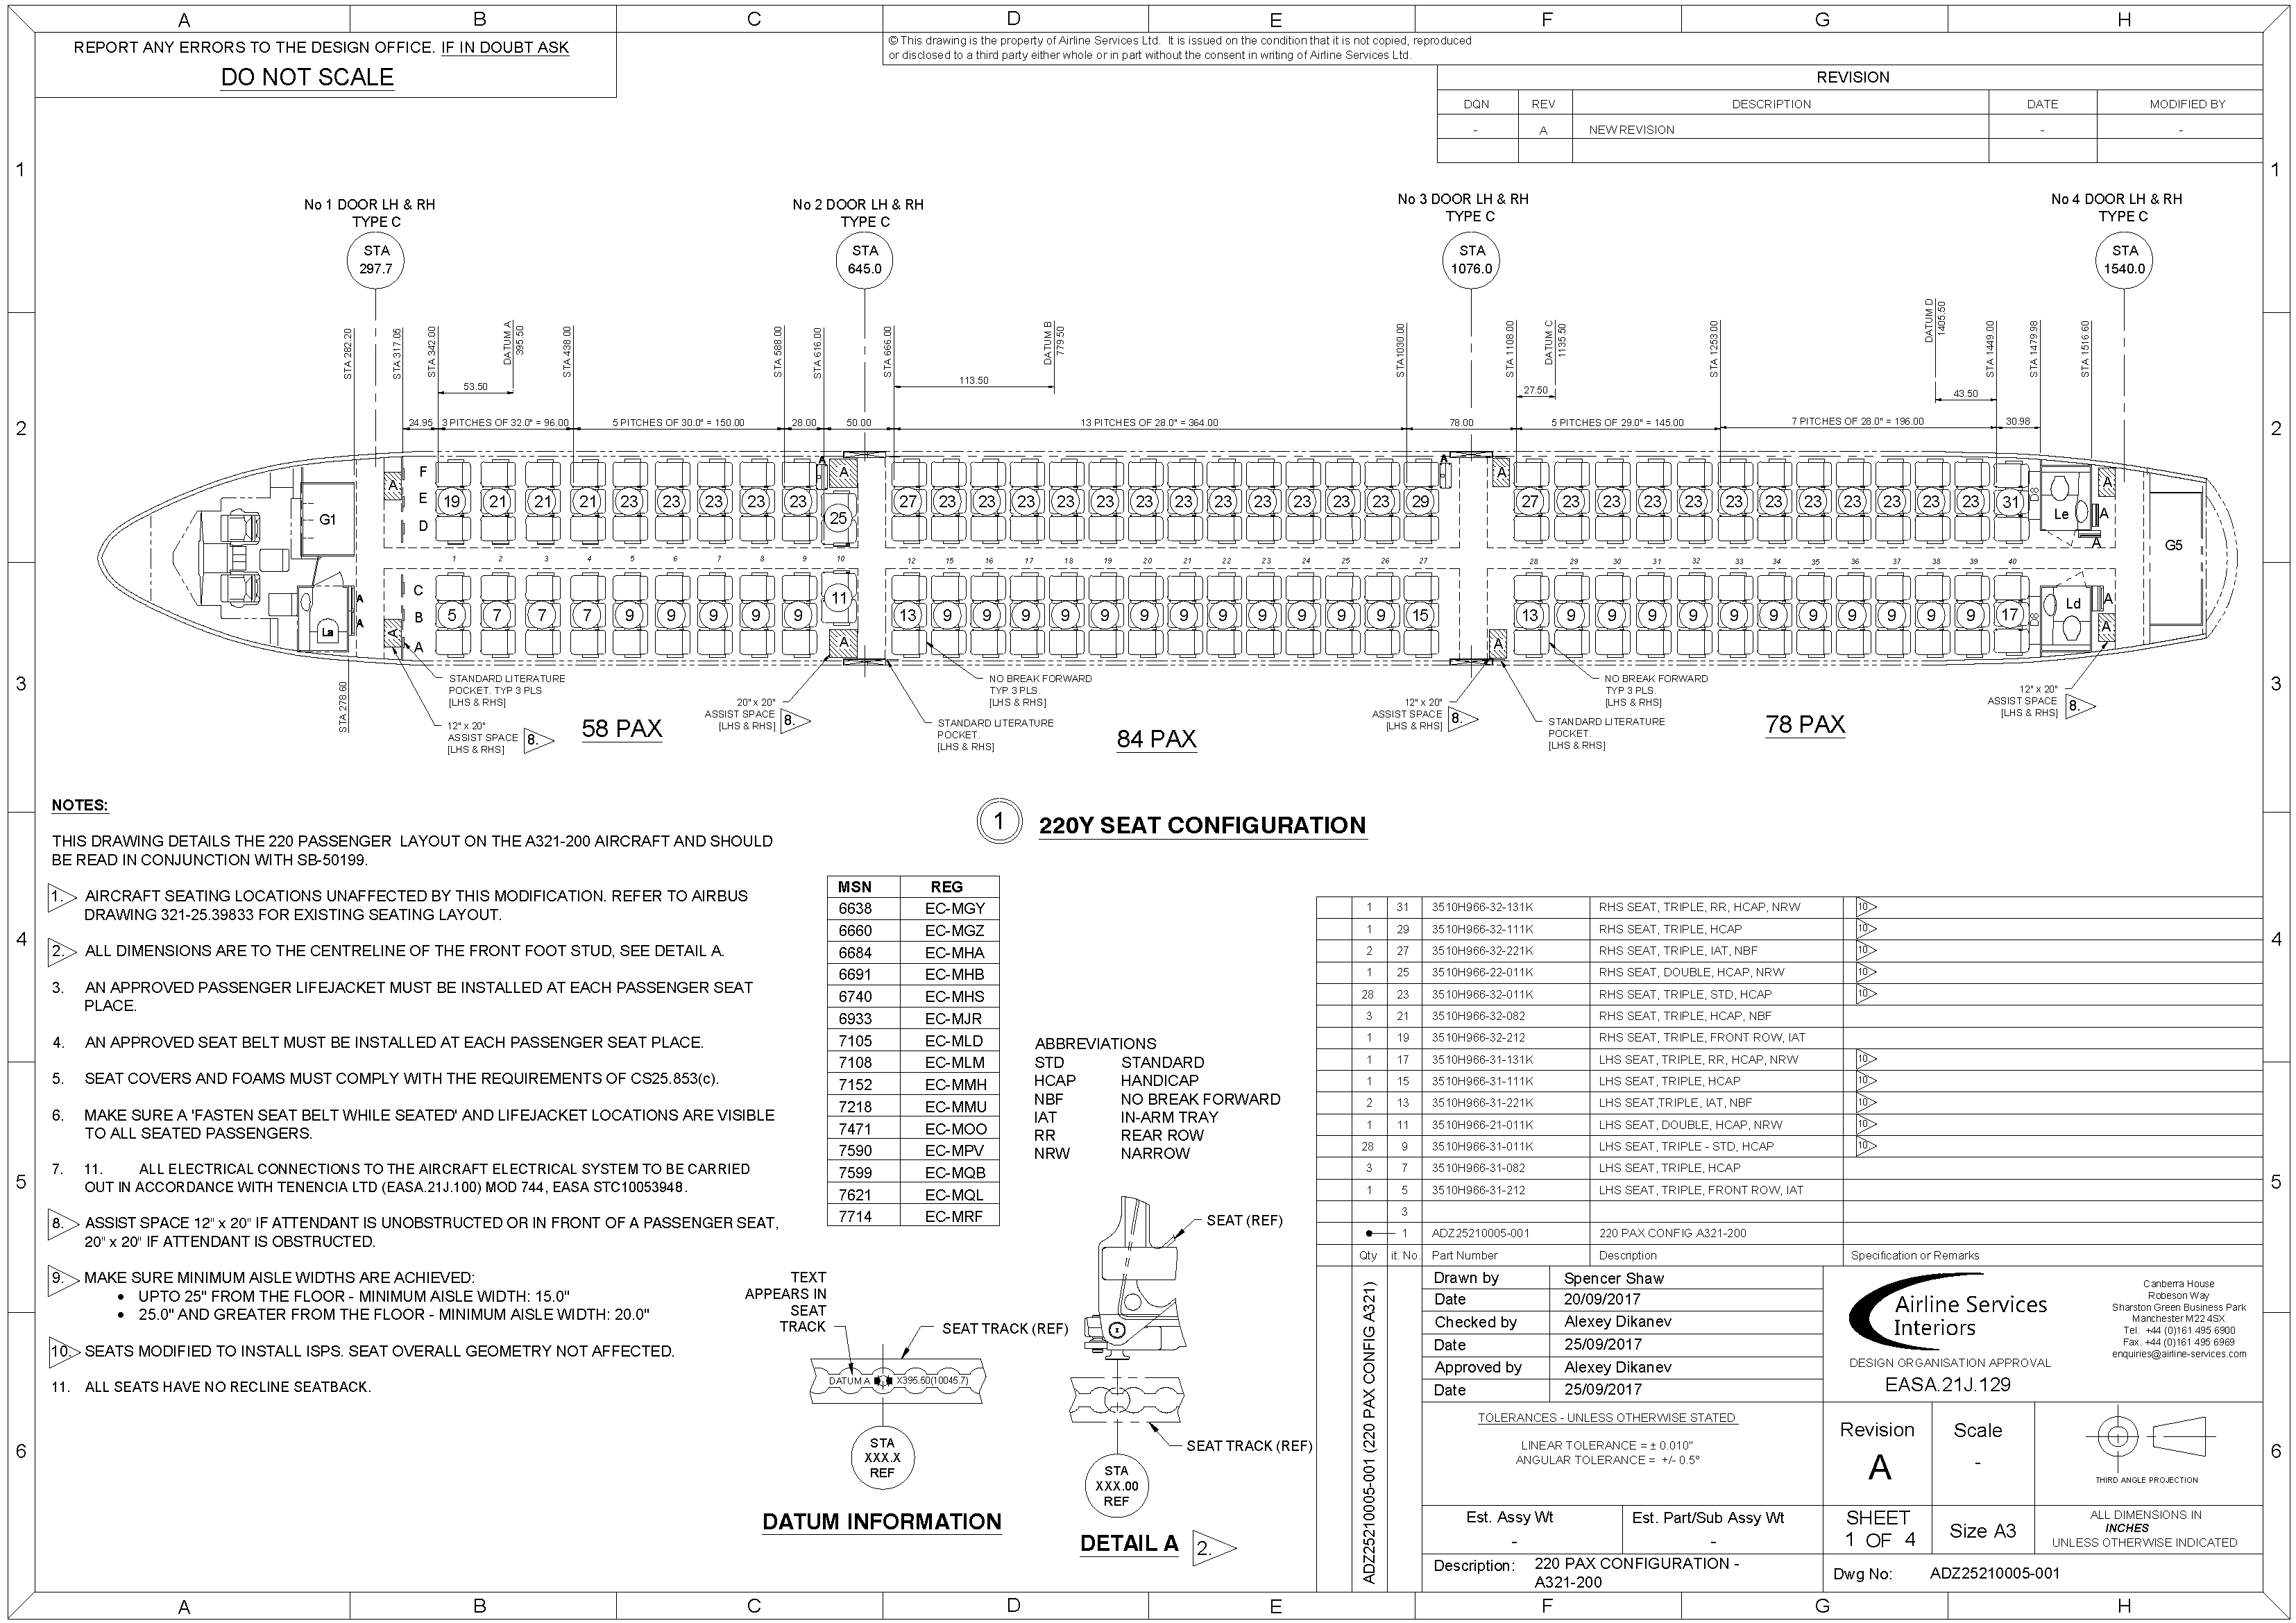 A B C D E F G H
REPORT ANY ERRORS TO THE DESIGN OFFICE. IF IN DOUBT ASK
DO NOT SCALE
© This drawing is the property of Airline Services Ltd. It is issued on the condition that it is not copied, reproduced
or disclosed to a third party either whole or in part without the consent in writing of Airline Services Ltd.
REVISION
DQN REV DESCRIPTION DATE MODIFIED BY
- A NEW REVISION - -
1 1
No 1 DOOR LH & RH
TYPE C
STA
297.7
No 2 DOOR LH & RH
TYPE C
STA
645.0
No 3 DOOR LH & RH
TYPE C
STA
1076.0
No 4 DOOR LH & RH
TYPE C
STA
1540.0
STA 282.20
STA 317.05
STA 342.00
DATUM A
395.50
STA 438.00
STA 588.00
STA 616.00
STA 666.00
DATUM B
779.50
STA1030.00
STA 1108.00
DATUM C
1135.50
STA 1253.00
DATUM D
1405.50
STA 1449.00
STA 1479.98
STA 1516.60
53.50 113.50 27.50 43.50
2 2
24.95 3 PITCHES OF 32.0" = 96.00 5 PITCHES OF 30.0" = 150.00 28.00 50.00 13 PITCHES OF 28.0" = 364.00 78.00 5 PITCHES OF 29.0" = 145.00 7 PITCHES OF 28.0" = 196.00 30.98
A A A A A
F
A E 19 21 21 21 23 23 23 23 23 25 27 23 23 23 23 23 23 23 23 23 23 23 23 29 27 23 23 23 23 23 23 23 23 23 23 23 31 D8 Le A A
D
G1 G5
A
1 2 3 4 5 6 7 8 9 10 12 15 16 17 18 19 20 21 22 23 24 25 26 27 28 29 30 31 32 33 34 35 36 37 38 39 40
C
La A A A B 5 7 7 7 9 9 9 9 9 11 13 9 9 9 9 9 9 9 9 9 9 9 9 15 13 9 9 9 9 9 9 9 9 9 9 9 17 D8 Ld A A
A A A
STA 278.60
3 3
STANDARD LITERATURE
POCKET. TYP 3 PLS
[LHS & RHS]
12" x 20"
ASSIST SPACE
[LHS & RHS]
8.
58 PAX
20" x 20"
ASSIST SPACE
[LHS & RHS]
8.
NO BREAK FORWARD
TYP 3 PLS.
[LHS & RHS]
STANDARD LITERATURE
POCKET.
[LHS & RHS]
84 PAX
12" x 20"
ASSIST SPACE
[LHS & RHS]
8.
NO BREAK FORWARD
TYP 3 PLS.
[LHS & RHS]
STANDARD LITERATURE
POCKET.
[LHS & RHS]
78 PAX
12" x 20"
ASSIST SPACE
[LHS & RHS]
8.
1 220Y SEAT CONFIGURATION
NOTES:
THIS DRAWING DETAILS THE 220 PASSENGER LAYOUT ON THE A321-200 AIRCRAFT AND SHOULD
BE READ IN CONJUNCTION WITH SB-50199.
1. AIRCRAFT SEATING LOCATIONS UNAFFECTED BY THIS MODIFICATION. REFER TO AIRBUS
DRAWING 321-25.39833 FOR EXISTING SEATING LAYOUT.
2. ALL DIMENSIONS ARE TO THE CENTRELINE OF THE FRONT FOOT STUD, SEE DETAIL A.
3. AN APPROVED PASSENGER LIFEJACKET MUST BE INSTALLED AT EACH PASSENGER SEAT
PLACE.
4. AN APPROVED SEAT BELT MUST BE INSTALLED AT EACH PASSENGER SEAT PLACE.
5. SEAT COVERS AND FOAMS MUST COMPLY WITH THE REQUIREMENTS OF CS25.853(c).
6. MAKE SURE A 'FASTEN SEAT BELT WHILE SEATED' AND LIFEJACKET LOCATIONS ARE VISIBLE
TO ALL SEATED PASSENGERS.
7. 11. ALL ELECTRICAL CONNECTIONS TO THE AIRCRAFT ELECTRICAL SYSTEM TO BE CARRIED
OUT IN ACCORDANCE WITH TENENCIA LTD (EASA.21J.100) MOD 744, EASA STC10053948.
8. ASSIST SPACE 12" x 20" IF ATTENDANT IS UNOBSTRUCTED OR IN FRONT OF A PASSENGER SEAT,
20" x 20" IF ATTENDANT IS OBSTRUCTED.
9. MAKE SURE MINIMUM AISLE WIDTHS ARE ACHIEVED:
• UPTO 25" FROM THE FLOOR - MINIMUM AISLE WIDTH: 15.0"
• 25.0" AND GREATER FROM THE FLOOR - MINIMUM AISLE WIDTH: 20.0"
10. SEATS MODIFIED TO INSTALL ISPS. SEAT OVERALL GEOMETRY NOT AFFECTED.
11. ALL SEATS HAVE NO RECLINE SEATBACK.
MSN REG
6638 EC-MGY
6660 EC-MGZ
6684 EC-MHA
6691 EC-MHB
6740 EC-MHS
6933 EC-MJR
7105 EC-MLD
7108 EC-MLM
7152 EC-MMH
7218 EC-MMU
7471 EC-MOO
7590 EC-MPV
7599 EC-MQB
7621 EC-MQL
7714 EC-MRF
ABBREVIATIONS
STD STANDARD
HCAP HANDICAP
NBF NO BREAK FORWARD
IAT IN-ARM TRAY
RR REAR ROW
NRW NARROW
TEXT
APPEARS IN
SEAT
TRACK
SEAT TRACK (REF)
DATUM A X395.50(10045.7)
STA
XXX.X
REF
DATUM INFORMATION
SEAT (REF)
SEAT TRACK (REF)
STA
XXX.00
REF
DETAIL A 2.
1 31 3510H966-32-131K RHS SEAT, TRIPLE, RR, HCAP, NRW 10
1 29 3510H966-32-111K RHS SEAT, TRIPLE, HCAP 10
2 27 3510H966-32-221K RHS SEAT, TRIPLE, IAT, NBF 10
1 25 3510H966-22-011K RHS SEAT, DOUBLE, HCAP, NRW 10
28 23 3510H966-32-011K RHS SEAT, TRIPLE, STD, HCAP 10
3 21 3510H966-32-082 RHS SEAT, TRIPLE, HCAP, NBF
1 19 3510H966-32-212 RHS SEAT, TRIPLE, FRONT ROW, IAT
1 17 3510H966-31-131K LHS SEAT, TRIPLE, RR, HCAP, NRW 10
1 15 3510H966-31-111K LHS SEAT, TRIPLE, HCAP 10
2 13 3510H966-31-221K LHS SEAT,TRIPLE, IAT, NBF 10
1 11 3510H966-21-011K LHS SEAT, DOUBLE, HCAP, NRW 10
28 9 3510H966-31-011K LHS SEAT, TRIPLE - STD, HCAP 10
3 7 3510H966-31-082 LHS SEAT, TRIPLE, HCAP
1 5 3510H966-31-212 LHS SEAT, TRIPLE, FRONT ROW, IAT
3
1 ADZ25210005-001 220 PAX CONFIG A321-200
Qty it. No. Part Number Description Specification or Remarks
4 4
5 5
6 6
ADZ25210005-001 (220 PAX CONFIG A321)
Drawn by Spencer Shaw
Date 20/09/2017
Checked by Alexey Dikanev
Date 25/09/2017
Approved by Alexey Dikanev
Date 25/09/2017
Airline Services
Interiors
DESIGN ORGANISATION APPROVAL
EASA.21J.129
Canberra House
Robeson Way
Sharston Green Business Park
Manchester M22 4SX
Tel. +44 (0)161 495 6900
Fax. +44 (0)161 495 6969
enquiries@airline-services.com
TOLERANCES - UNLESS OTHERWISE STATED
LINEAR TOLERANCE = ± 0.010"
ANGULAR TOLERANCE = +/- 0.5°
Revision
A
Scale
-
THIRD ANGLE PROJECTION
Est. Assy Wt
-
Est. Part/Sub Assy Wt
-
SHEET
1 OF 4
Size A3
ALL DIMENSIONS IN
INCHES
UNLESS OTHERWISE INDICATED
Description: 220 PAX CONFIGURATION -
A321-200
Dwg No: ADZ25210005-001
A B C D E F G H